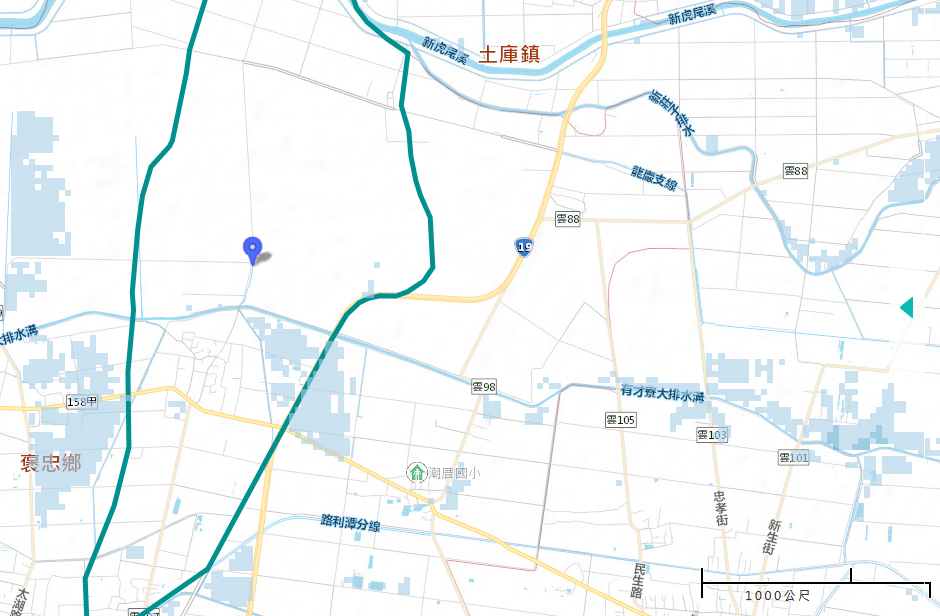 新虎尾溪
新虎尾溪
土庫鎮
龍巖支線
雲88
雲88
19
大排水溝
158甲
雲98
有才寮大排水溝
雲105
雲103
雲101
褒忠鄉
潮厝國小
忠孝街
新生街
路利潭分線
民生路
1000公尺